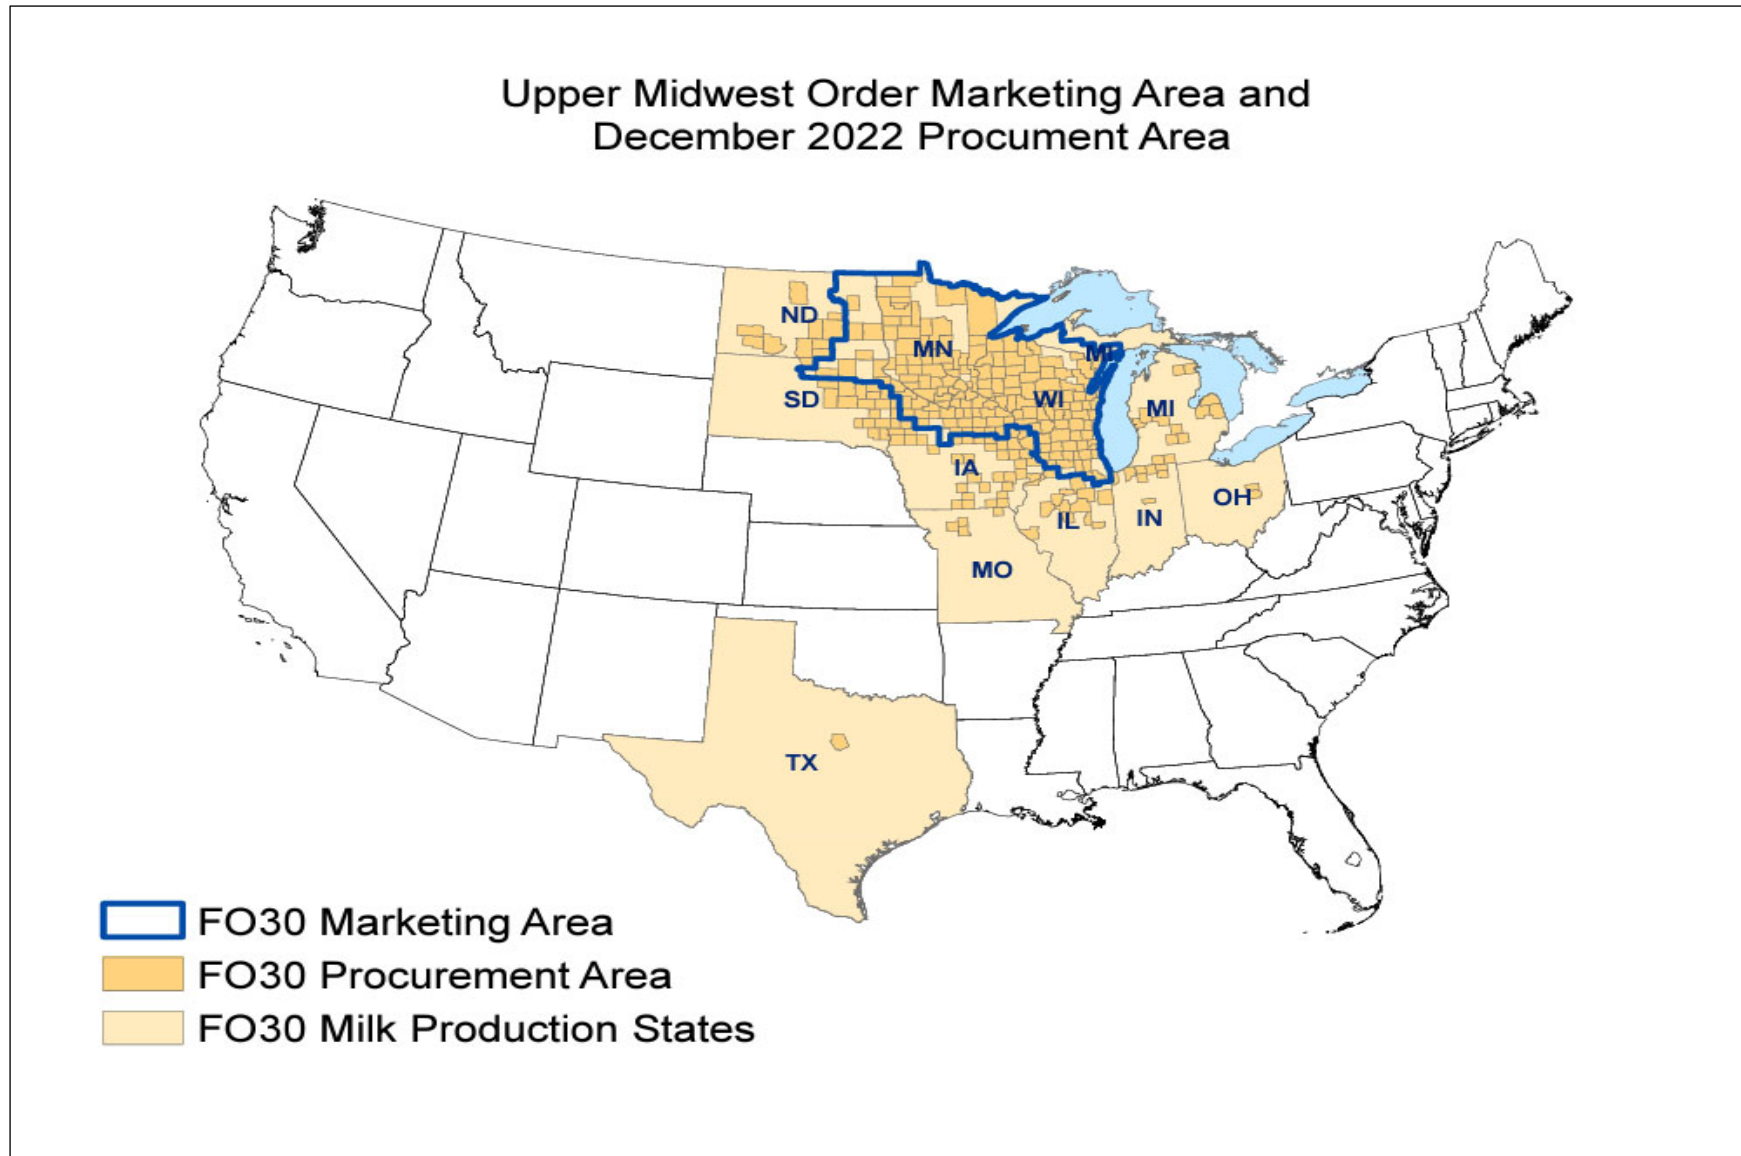 Upper Midwest Order Marketing Area and
December 2022 Procument Area
ND
MN
MI
SD
WI
MI
IA
OH
IL
IN
MO
TX
FO30 Marketing Area
FO30 Procurement Area
FO30 Milk Production States